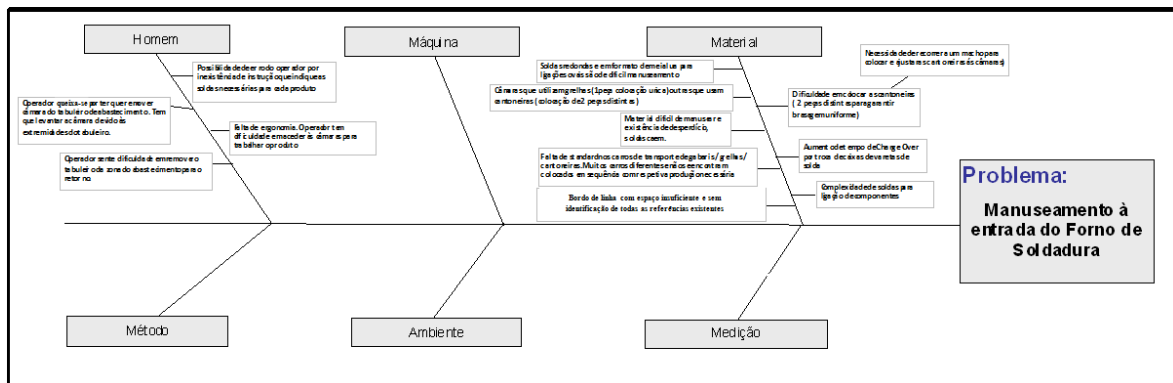 Homem
Máquina
Material
Possibilidade de erro do operador por
inexistência de instrução que indique as
soldas necessárias para cada produto
Operador queixa-se por ter que remover
câmara do tabuleiro de abastecimento. Tem
que levantar a câmara devido às
extremidades do tabuleiro.
Falta de ergonomia. Operador tem
dificuldade em aceder às câmaras para
trabalhar o produto
Operador sente dificuldade em remover o
tabuleiro da zona do abastecimento para o
retorno.
Soldas redondas e em formato de meia lua para
ligações ovais são de difícil manuseamento
Câmaras que utilizam grelhas (1 peça colocação unica) outras que usam
cantoneiras (colocação de 2 peças distintas)
Material difícil de manusear e
existência de desperdício,
soldas caem.
Falta de standard nos carros de transporte de gabaris/ grelhas/
cantoneiras. Muitos carros diferentes e não se encontram
colocados em sequência com respetiva produção necessária
Bordo de linha com espaço insuficiente e sem
identificação de todas as referências existentes
Necessidade de recorrer a um macho para
colocar e ajustar as cantoneiras às câmaras)
Dificuldade em colocar as cantoneiras
( 2 peças distintas para garantir
brasagem uniforme)
Aumento do tempo de Charge Over
por troca de caixas de varetas de
solda
Complexidade de soldas para
ligação de componentes
Problema:
Manuseamento à
entrada do Forno de
Soldadura
Método
Ambiente
Medição